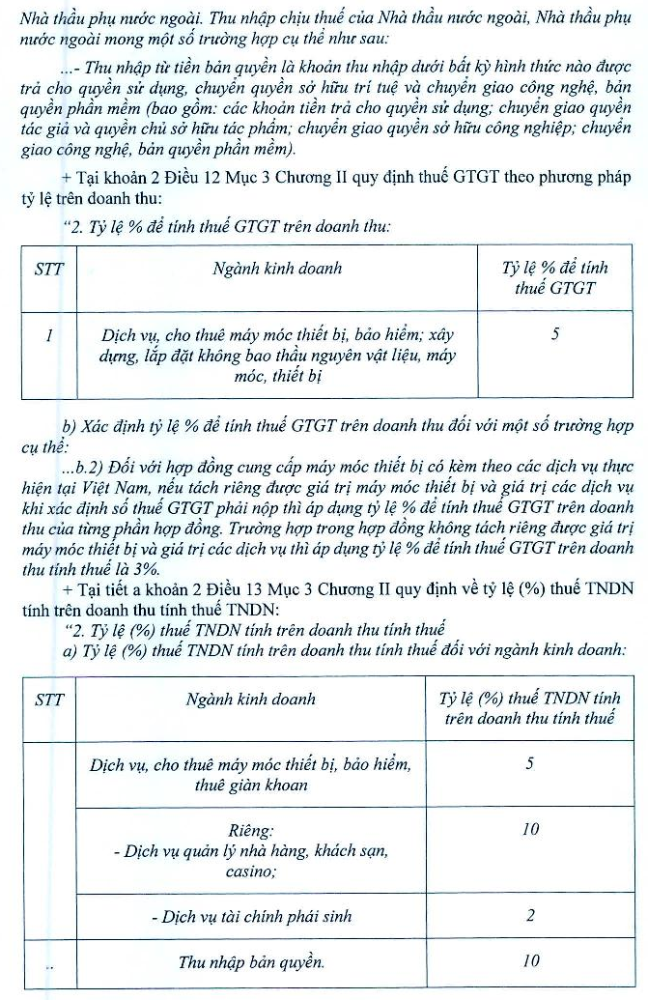 Nhà thầu phụ nước ngoài. Thu nhập chịu thuế của Nhà thầu nước ngoài, Nhà thầu phụ
nước ngoài mong một số trường hợp cụ thể như sau:
...- Thu nhập từ tiền bản quyền là khoản thu nhập dưới bất kỳ hình thức nào được
trả cho quyền sử dụng, chuyển quyền sở hữu trí tuệ và chuyển giao công nghệ, bản
quyền phần mềm (bao gồm: các khoản tiền trả cho quyền sử dụng; chuyển giao quyền
tác giả và quyền chủ sở hữu tác phẩm; chuyển giao quyền sở hữu công nghiệp; chuyển
giao công nghệ, bản quyền phần mềm).
+ Tại khoản 2 Điều 12 Mục 3 Chương II quy định thuế GTGT theo phương pháp
tỷ lệ trên doanh thu:
“2. Tỷ lệ % để tính thuế GTGT trên doanh thu:
STT Ngành kinh doanh Tỷ lệ % để tính
thuế GTGT
1 Dịch vụ, cho thuê máy móc thiết bị, bảo hiểm; xây 5
dựng, lắp đặt không bao thầu nguyên vật liệu, máy
móc, thiết bị
b) Xác định tỷ lệ % để tính thuế GTGT trên doanh thu đối với một số trường hợp
cụ thể:
...b.2) Đối với hợp đồng cung cấp máy móc thiết bị có kèm theo các dịch vụ thực
hiện tại Việt Nam, nếu tách riêng được giá trị máy móc thiết bị và giá trị các dịch vụ
khi xác định số thuế GTGT phải nộp thì áp dụng tỷ lệ % để tính thuế GTGT trên doanh
thu của từng phần hợp đồng. Trường hợp trong hợp đồng không tách riêng được giá trị
máy móc thiết bị và giá trị các dịch vụ thì áp dụng tỷ lệ % để tính thuế GTGT trên doanh
thu tính thuế là 3%.
+ Tại tiết a khoản 2 Điều 13 Mục 3 Chương II quy định về tỷ lệ (%) thuế TNDN
tính trên doanh thu tính thuế TNDN:
“2. Tỷ lệ (%) thuế TNDN tính trên doanh thu tính thuế
a) Tỷ lệ (%) thuế TNDN tính trên doanh thu tính thuế đối với ngành kinh doanh:
STT Ngành kinh doanh Tỷ lệ (%) thuế TNDN tính
trên doanh thu tính thuế
Dịch vụ, cho thuê máy móc thiết bị, bảo hiểm, 5
thuê giàn khoan
Riêng: 10
- Dịch vụ quản lý nhà hàng, khách sạn,
casino;
- Dịch vụ tài chính phái sinh 2
.. Thu nhập bản quyền. 10